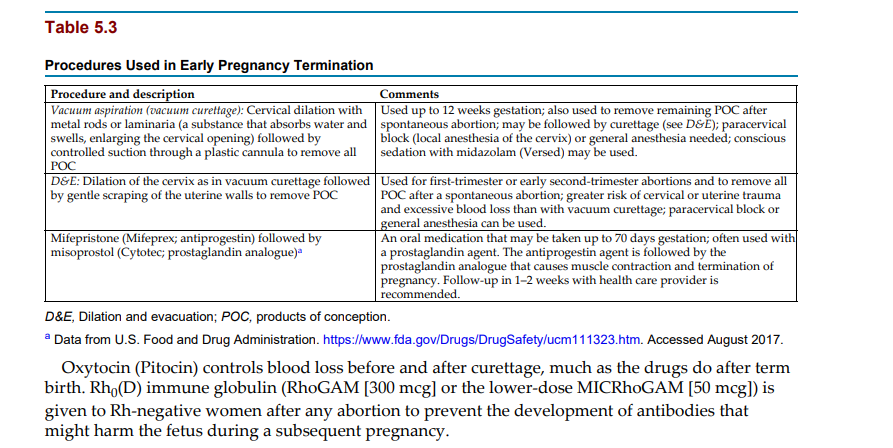 Table 5.3
Procedures Used in Early Pregnancy Termination
Procedure and description
Comments
Vacuum aspiration (vacuum curettage): Cervical dilation with
metal rods or laminaria (a substance that absorbs water and
swells, enlarging the cervical opening) followed by
controlled suction through a plastic cannula to remove all
POC
Used up to 12 weeks gestation; also used to remove remaining POC after
spontaneous abortion; may be followed by curettage (see D&E); paracervical
block (local anesthesia of the cervix) or general anesthesia needed; conscious
sedation with midazolam (Versed) may be used.
D&E: Dilation of the cervix as in vacuum curettage followed
by gentle scraping of the uterine walls to remove POC
Used for first-trimester or early second-trimester abortions and to remove all
POC after a spontaneous abortion; greater risk of cervical or uterine trauma
and excessive blood loss than with vacuum curettage; paracervical block or
general anesthesia can be used.
Mifepristone (Mifeprex; antiprogestin) followed by
misoprostol (Cytotec; prostaglandin analogue)a
An oral medication that may be taken up to 70 days gestation; often used with
a prostaglandin agent. The antiprogestin agent is followed by the
prostaglandin analogue that causes muscle contraction and termination of
pregnancy. Follow-up in 1–2 weeks with health care provider is
recommended.
D&E, Dilation and evacuation; POC, products of conception.
a Data from U.S. Food and Drug Administration. https://www.fda.gov/Drugs/DrugSafety/ucm111323.htm. Accessed August 2017.
Oxytocin (Pitocin) controls blood loss before and after curettage, much as the drugs do after term
birth. Rh0(D) immune globulin (RhoGAM [300 mcg] or the lower-dose MICRhoGAM [50 mcg]) is
given to Rh-negative women after any abortion to prevent the development of antibodies that
might harm the fetus during a subsequent pregnancy.